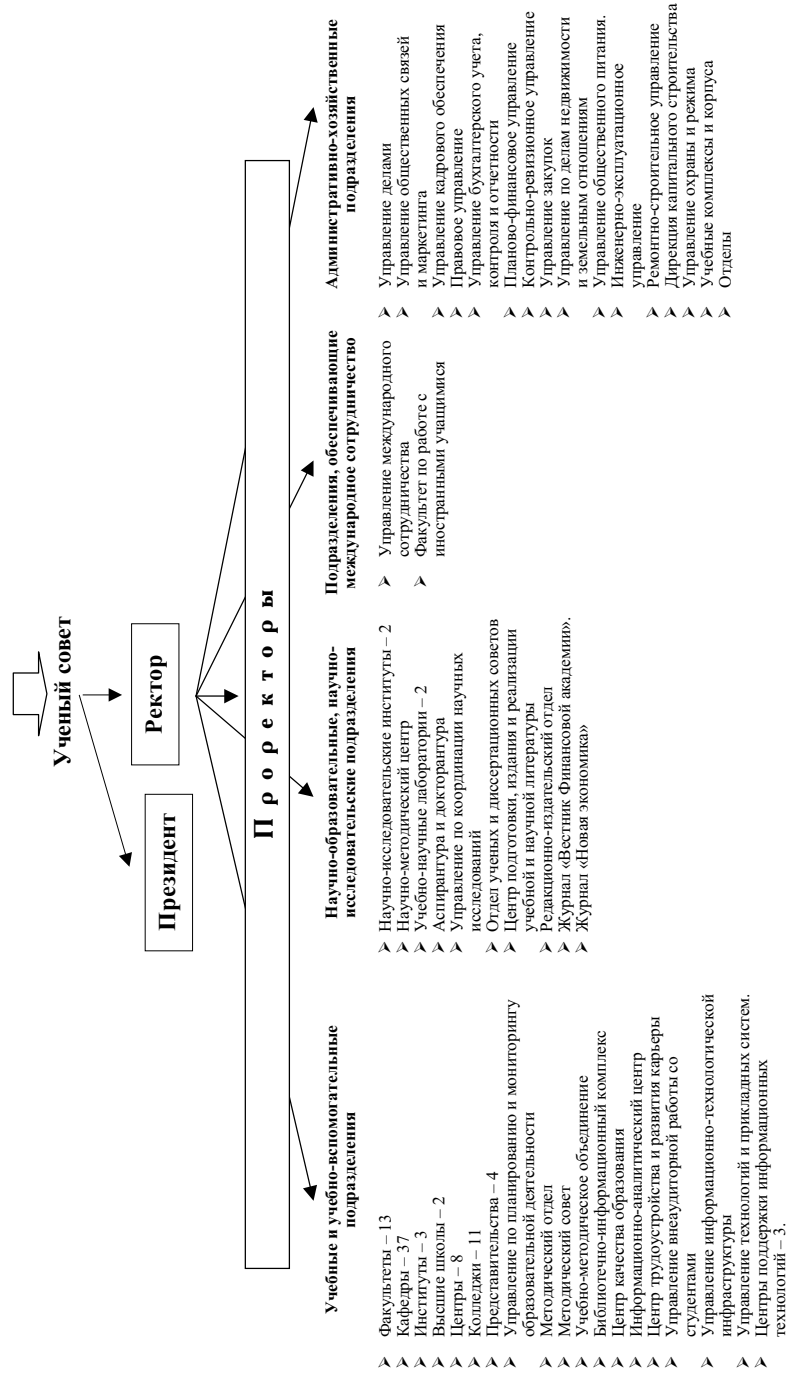 Ученый совет
Президент
Ректор
Проректоры
Учебные и учебно-вспомогательные
подразделения
➢ Факультеты – 13
➢ Кафедры – 37
➢ Институты – 3
➢ Высшие школы – 2
➢ Центры – 8
➢ Колледжи – 11
➢ Представительства – 4
➢ Управление по планированию и мониторингу
образовательной деятельности
➢ Методический отдел
➢ Методический совет
➢ Учебно-методическое объединение
➢ Библиотечно-информационный комплекс
➢ Центр качества образования
➢ Информационно-аналитический центр
➢ Центр трудоустройства и развития карьеры
➢ Управление внеаудиторной работы со
студентами
➢ Управление информационно-технологической
инфраструктуры
➢ Управление технологий и прикладных систем.
➢ Центры поддержки информационных
технологий – 3.
Научно-образовательные, научно-
исследовательские подразделения
➢ Научно-исследовательские институты – 2
➢ Научно-методический центр
➢ Учебно-научные лаборатории – 2
➢ Аспирантура и докторантура
➢ Управление по координации научных
исследований
➢ Отдел ученых и диссертационных советов
➢ Центр подготовки, издания и реализации
учебной и научной литературы
➢ Редакционно-издательский отдел
➢ Журнал «Вестник Финансовой академии».
➢ Журнал «Новая экономика»
Подразделения, обеспечивающие
международное сотрудничество
➢ Управление международного
сотрудничества
➢ Факультет по работе с
иностранными учащимися
Административно-хозяйственные
подразделения
➢ Управление делами
➢ Управление общественных связей
и маркетинга
➢ Управление кадрового обеспечения
➢ Правовое управление
➢ Управление бухгалтерского учета,
контроля и отчетности
➢ Планово-финансовое управление
➢ Контрольно-ревизионное управление
➢ Управление закупок
➢ Управление по делам недвижимости
и земельным отношениям
➢ Управление общественного питания.
➢ Инженерно-эксплуатационное
управление
➢ Ремонтно-строительное управление
➢ Дирекция капитального строительства
➢ Управление охраны и режима
➢ Учебные комплексы и корпуса
➢ Отделы